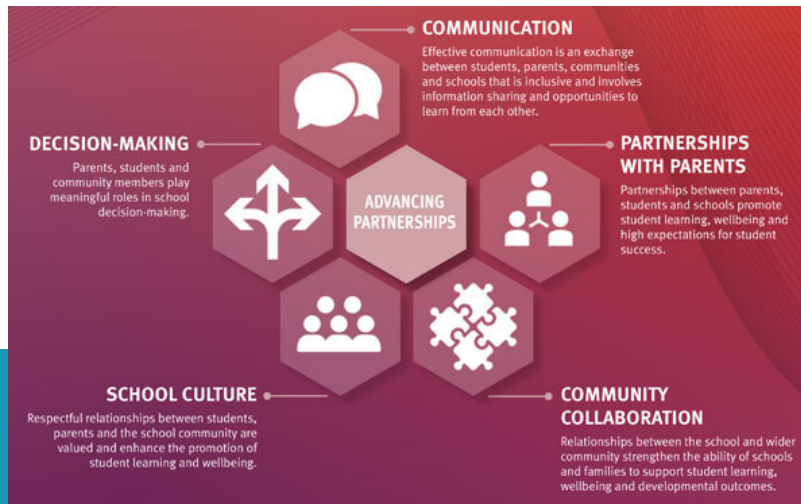 COMMUNICATION
Effective communication is an exchange
between students, parents, communities
and schools that is inclusive and involves
information sharing and opportunities to
learn from each other.
DECISION-MAKING
Parents, students and
community members play
meaningful roles in school
decision-making.
ADVANCING
PARTNERSHIPS
PARTNERSHIPS
WITH PARENTS
Partnerships between parents,
students and schools promote
student learning, wellbeing and
high expectations for student
success.
SCHOOL CULTURE
Respectful relationships between students,
parents and the school community are
valued and enhance the promotion of
student learning and wellbeing.
COMMUNITY
COLLABORATION
Relationships between the school and wider
community strengthen the ability of schools
and families to support student learning,
wellbeing and developmental outcomes.